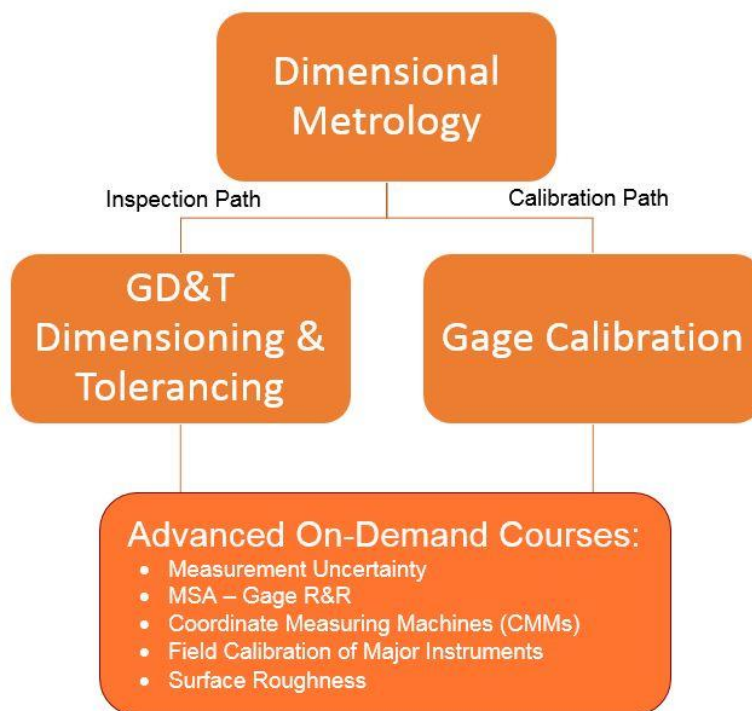 Dimensional
Metrology
Inspection Path
Calibration Path
GD&T
Dimensioning &
Tolerancing
Gage Calibration
Advanced On-Demand Courses:
• Measurement Uncertainty
• MSA – Gage R&R
• Coordinate Measuring Machines (CMMs)
• Field Calibration of Major Instruments
• Surface Roughness